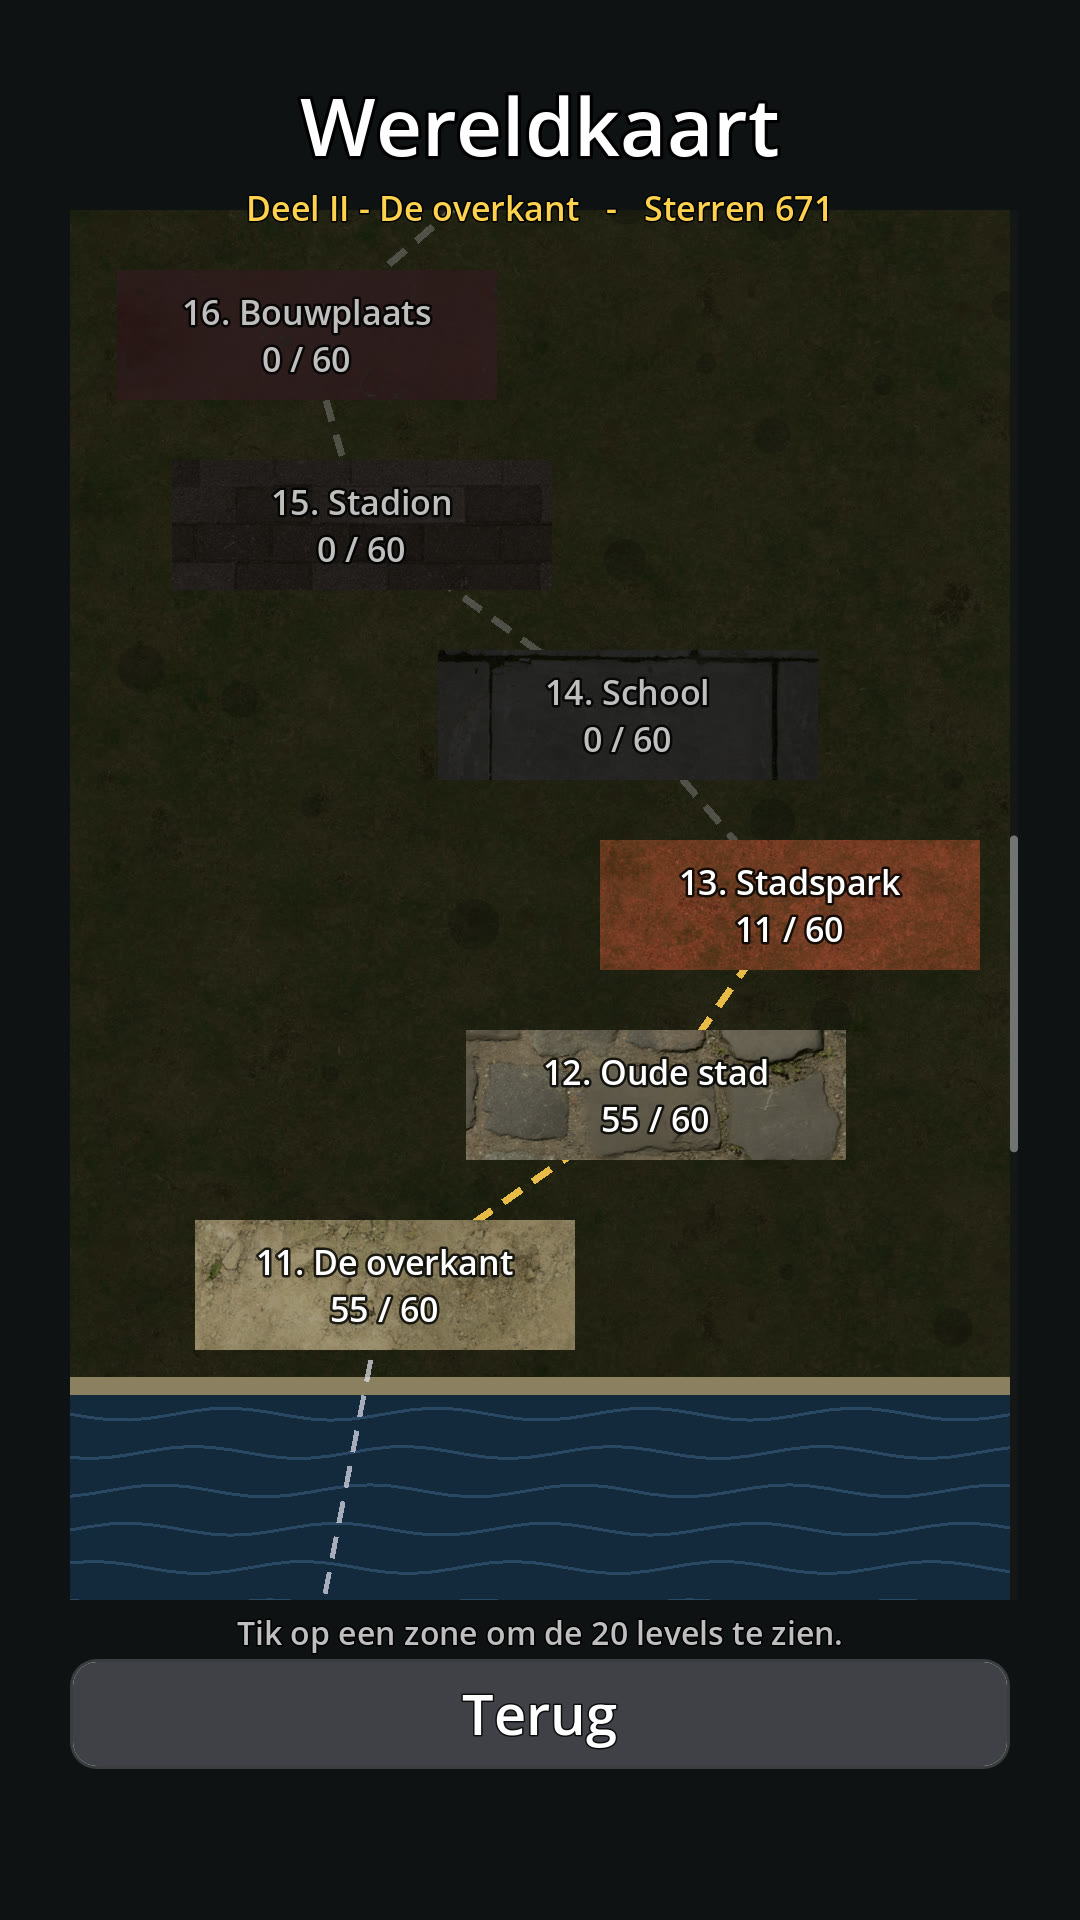 Wereldkaart
Deel II - De overkant - Sterren 671
16. Bouwplaats
0 / 60
15. Stadion
0 / 60
14. School
0 / 60
13. Stadspark
11 / 60
12. Oude stad
55 / 60
11. De overkant
55 / 60
Tik op een zone om de 20 levels te zien.
Terug